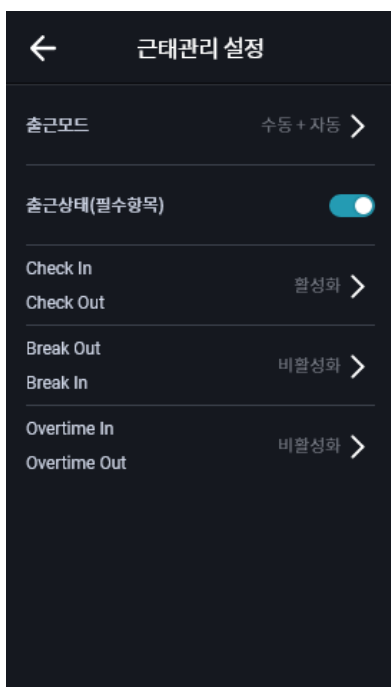 근태관리 설정
출근모드
수동 + 자동
출근상태(필수항목)
Check In
Check Out
활성화
Break Out
Break In
비활성화
Overtime In
Overtime Out
비활성화